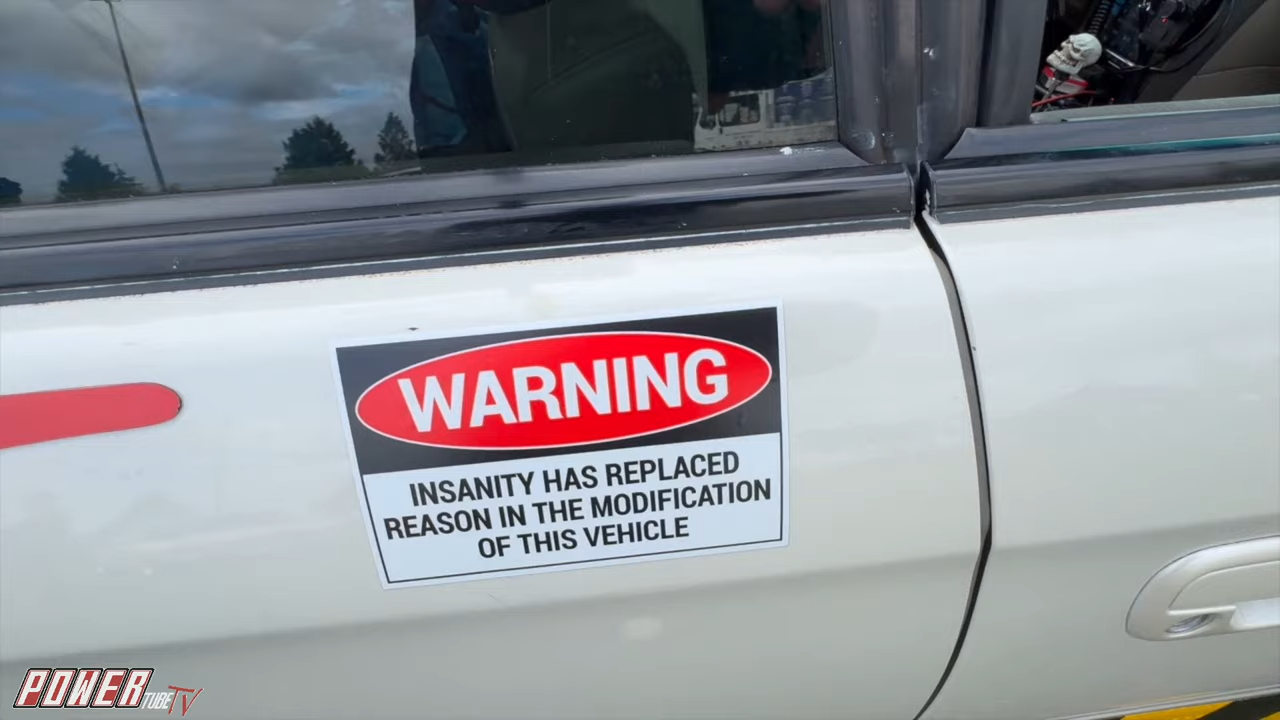 WARNING
INSANITY HAS REPLACED
REASON IN THE MODIFICATION
OF THIS VEHICLE
POWER TUBE TV